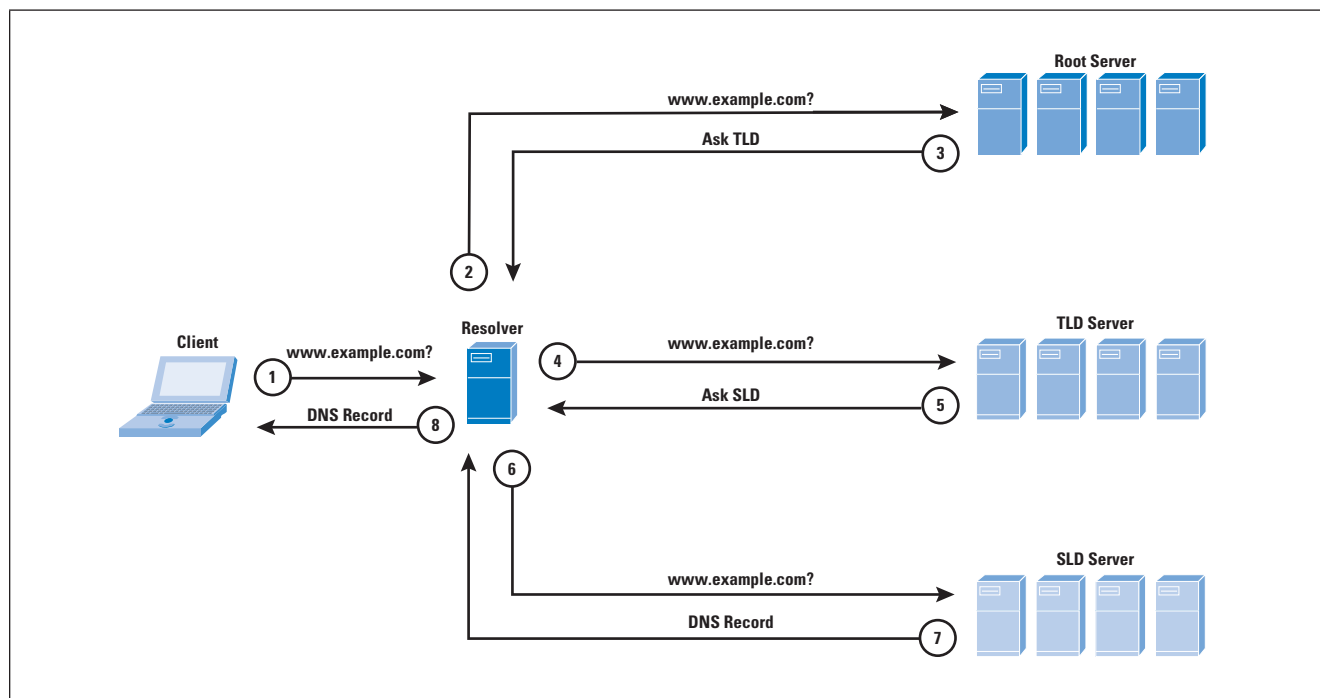 Root Server
www.example.com?
Ask TLD
3
2
Client
Resolver
TLD Server
www.example.com?
1
4
www.example.com?
Ask SLD
5
DNS Record
8
6
SLD Server
www.example.com?
DNS Record
7